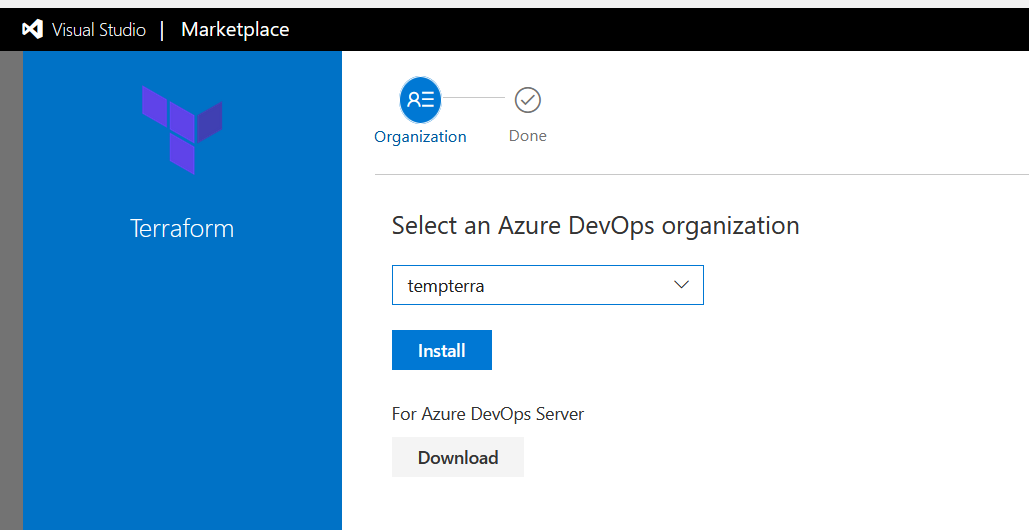 Visual Studio | Marketplace
Terraform
Organization
Done
Select an Azure DevOps organization
tempterra
Install
For Azure DevOps Server
Download